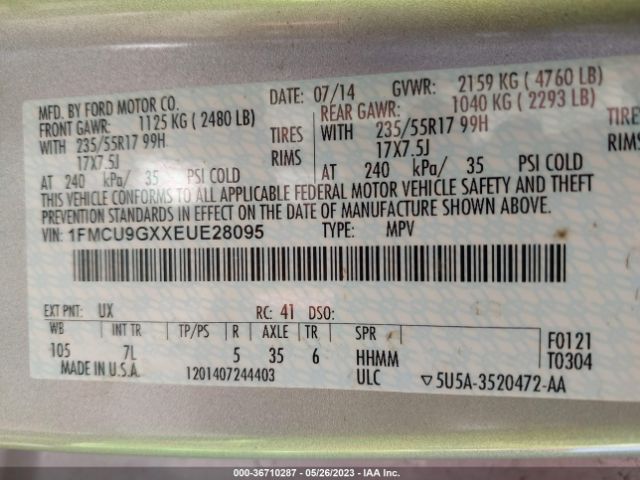 MFD. BY FORD MOTOR CO. DATE: 07/14 GVWR: 2159 KG ( 4760 LB)
FRONT GAWR: 1125 KG ( 2480 LB) REAR GAWR: 1040 KG ( 2293 LB)
WITH 235/55R17 99H TIRES WITH 235/55R17 99H TIRES
17X7.5J RIMS 17X7.5J RIMS
AT 240 kPa/ 35 PSI COLD AT 240 kPa/ 35 PSI COLD
THIS VEHICLE CONFORMS TO ALL APPLICABLE FEDERAL MOTOR VEHICLE SAFETY AND THEFT
PREVENTION STANDARDS IN EFFECT ON THE DATE OF MANUFACTURE SHOWN ABOVE.
VIN: 1FMCU9GXXEUE28095 TYPE: MPV
EXT PNT: UX RC: 41 DSO:
WB INT TR TP/PS R AXLE TR SPR F0121
105 7L 5 35 6 HHMM T0304
MADE IN U.S.A. 1201407244403 ULC ▽5U5A-3520472-AA
000-36710287 - 05/26/2023 - IAA Inc.